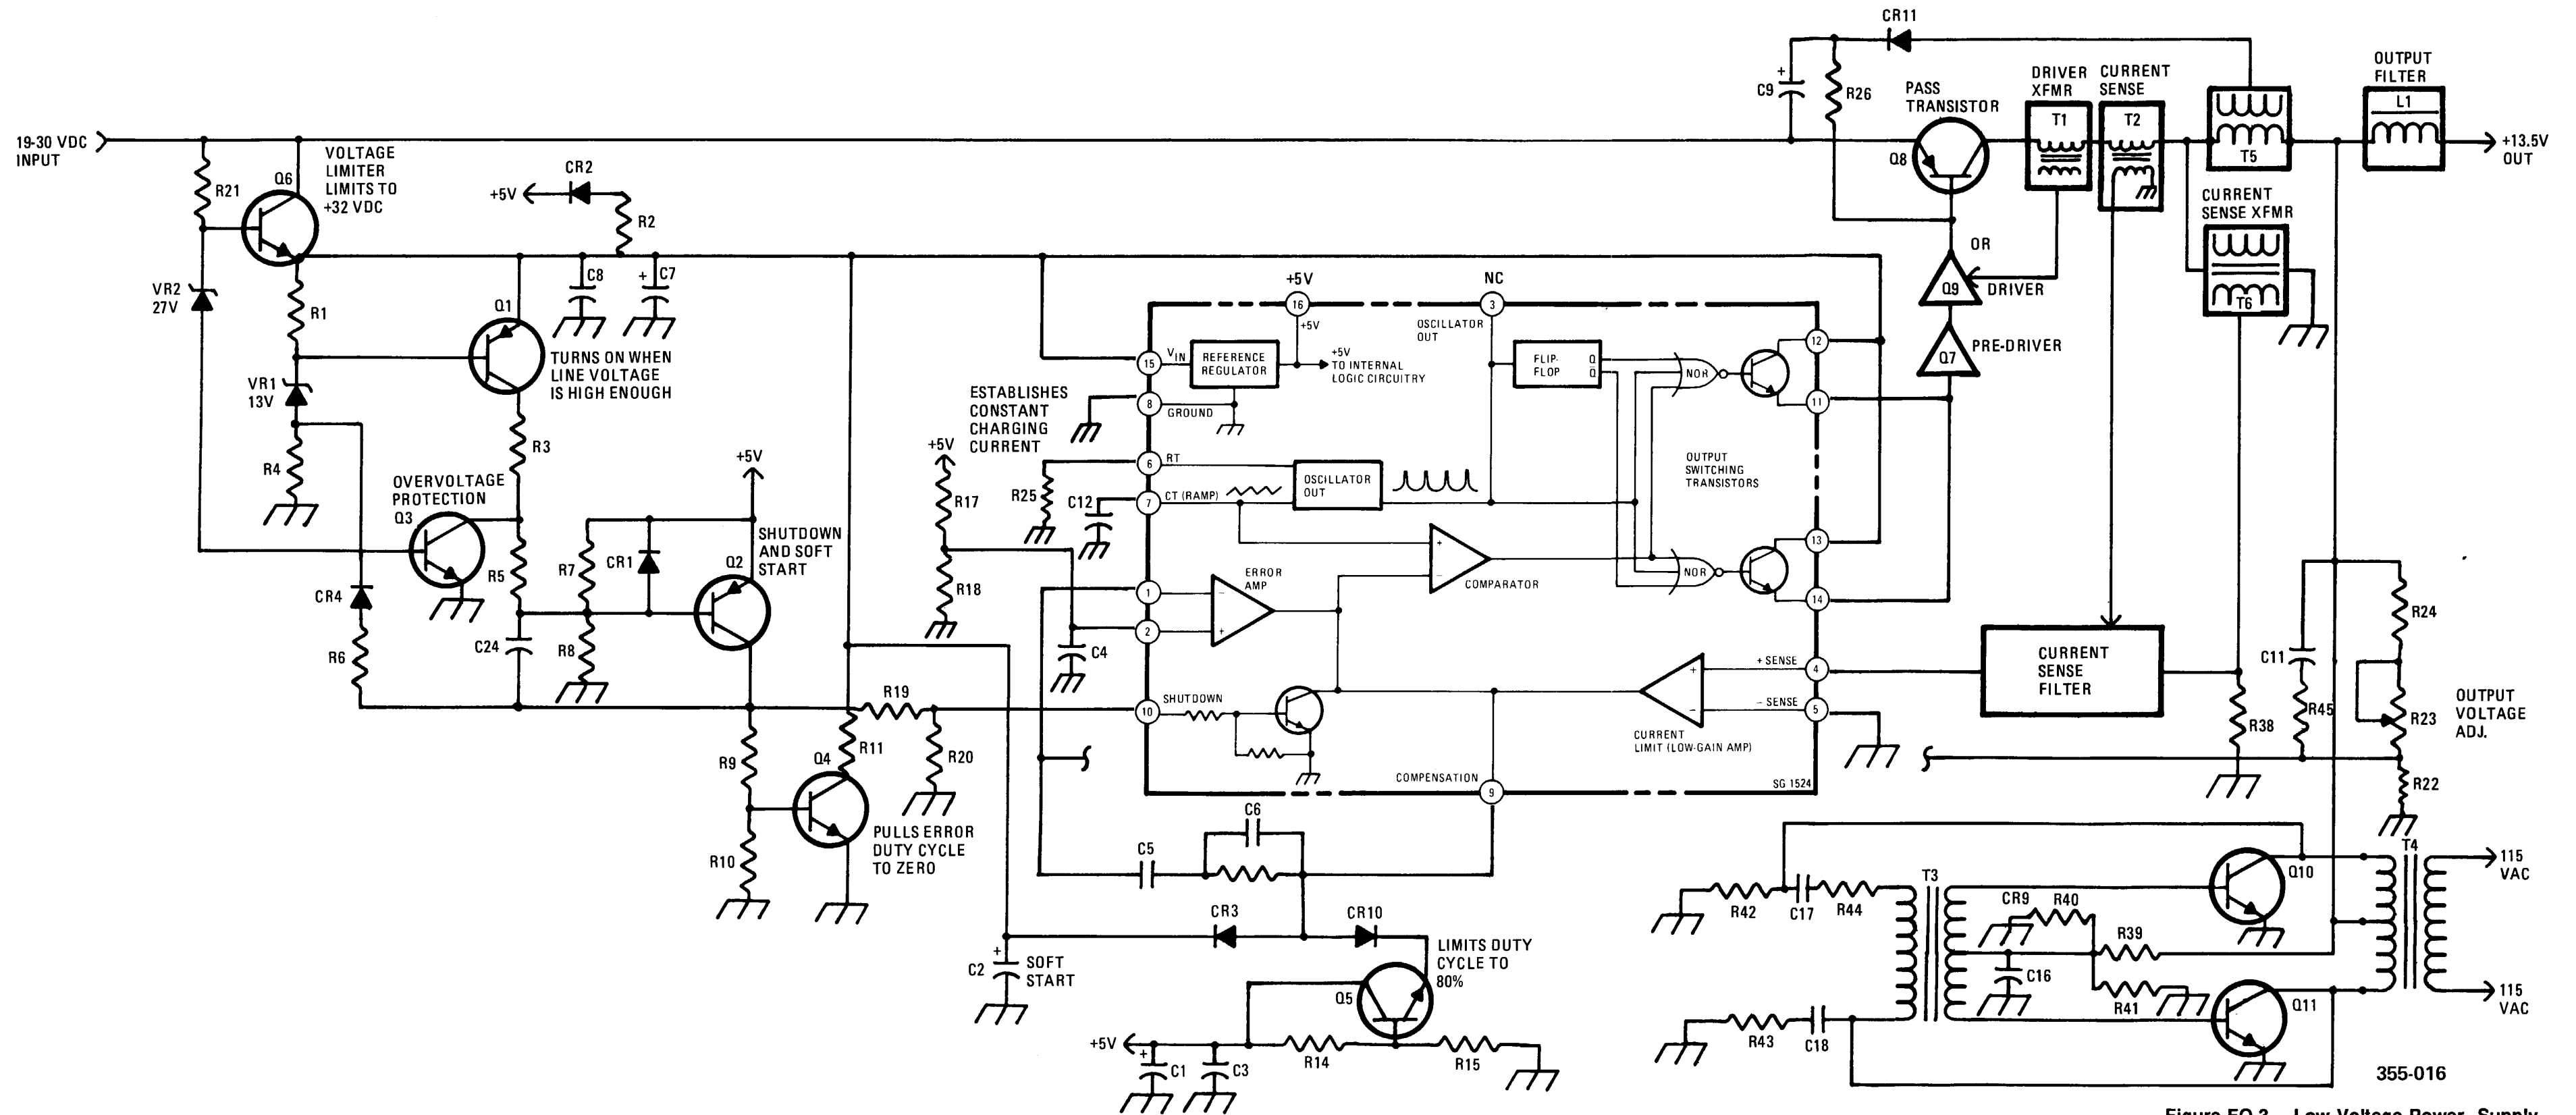 CR11
OUTPUT
FILTER
L1
+
C9
R26
PASS
TRANSISTOR
DRIVER
XFMR
T1
CURRENT
SENSE
T2
T5
19-30 VDC
INPUT
Q8
+13.5V
OUT
VOLTAGE
LIMITER
LIMITS TO
+32 VDC
R21
Q6
CR2
+5V
R2
CURRENT
SENSE XFMR
T6
OR
Q9
DRIVER
Q7
PRE-DRIVER
VR2
27V
R1
Q1
C8
+
C7
TURNS ON WHEN
LINE VOLTAGE
IS HIGH ENOUGH
VR1
13V
R4
R3
+5V
16
+5V
NC
3
OSCILLATOR
OUT
15
VIN
REFERENCE
REGULATOR
+5V
TO INTERNAL
LOGIC CIRCUITRY
FLIP-
FLOP
Q
Q̅
NOR
12
11
8
GROUND
ESTABLISHES
CONSTANT
CHARGING
CURRENT
+5V
R17
R18
R25
C12
6
RT
7
CT (RAMP)
OSCILLATOR
OUT
OUTPUT
SWITCHING
TRANSISTORS
OVERVOLTAGE
PROTECTION
Q3
+5V
R5
R7
CR1
Q2
SHUTDOWN
AND SOFT
START
CR4
R6
C24
R8
C4
1
2
ERROR
AMP
−
+
+
−
COMPARATOR
NOR
13
14
10
SHUTDOWN
+ SENSE
4
− SENSE
5
+
−
CURRENT
LIMIT (LOW-GAIN AMP)
COMPENSATION
9
SG 1524
CURRENT
SENSE
FILTER
C11
R45
R24
R23
R38
R22
OUTPUT
VOLTAGE
ADJ.
R19
R20
R11
R9
R10
Q4
PULLS ERROR
DUTY CYCLE
TO ZERO
C6
C5
CR3
CR10
+
C2
SOFT
START
LIMITS DUTY
CYCLE TO
80%
Q5
+5V
+
C1
C3
R14
R15
T4
115
VAC
Q10
T3
R42
C17
R44
CR9
R40
R39
C16
R41
R43
C18
Q11
115
VAC
355-016
Figure FO-3. Low Voltage Power Supply